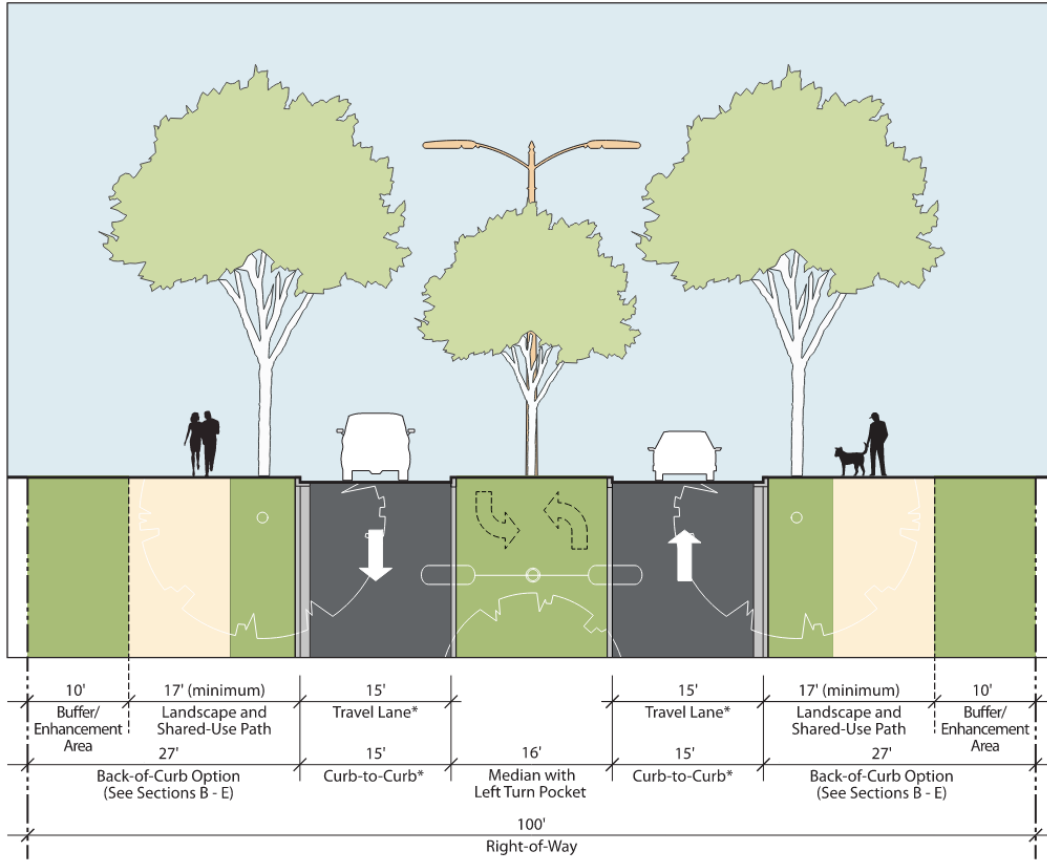 10' 17' (minimum) 15' 15' 17' (minimum) 10'
Buffer/ Landscape and Travel Lane* Travel Lane* Landscape and Buffer/
Enhancement Shared-Use Path Shared-Use Path Enhancement
Area Area
27' 15' 16' 15' 27'
Back-of-Curb Option Curb-to-Curb* Median with Curb-to-Curb* Back-of-Curb Option
(See Sections B - E) Left Turn Pocket (See Sections B - E)
100'
Right-of-Way